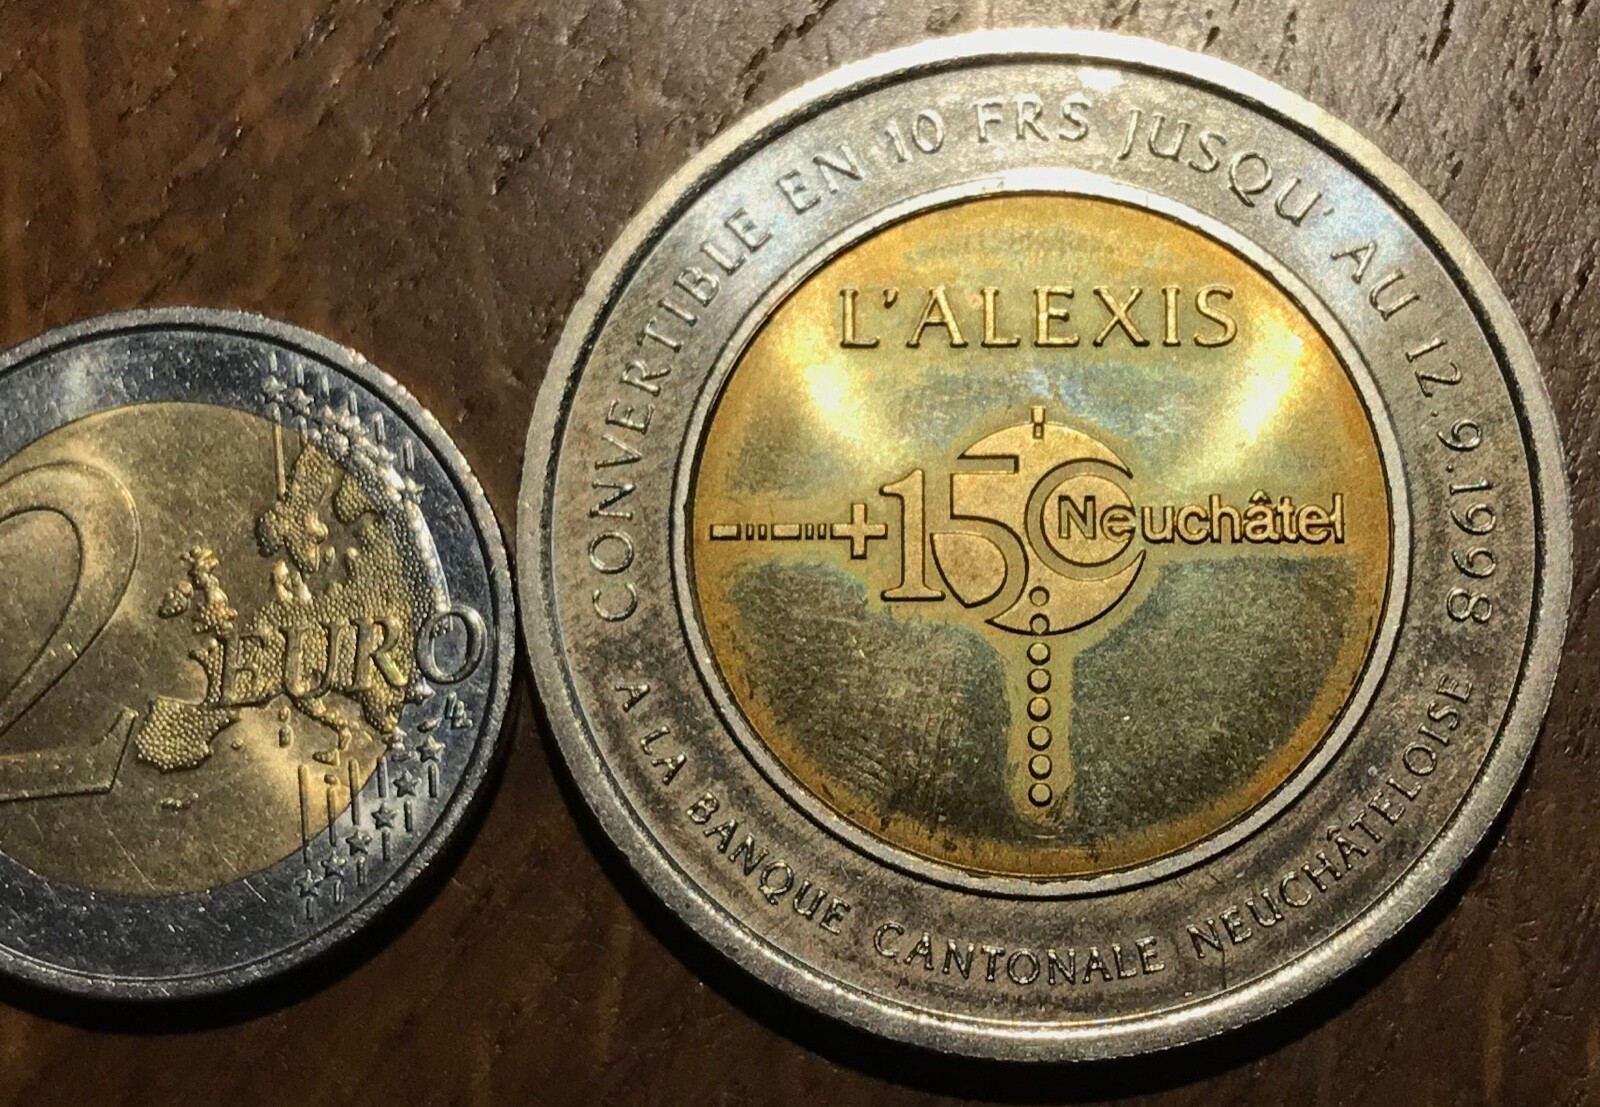 2
EURO
CONVERTIBLE EN 10 FRS JUSQU' AU 12.9.1998
A LA BANQUE CANTONALE NEUCHÂTELOISE
L'ALEXIS
+150 Neuchâtel